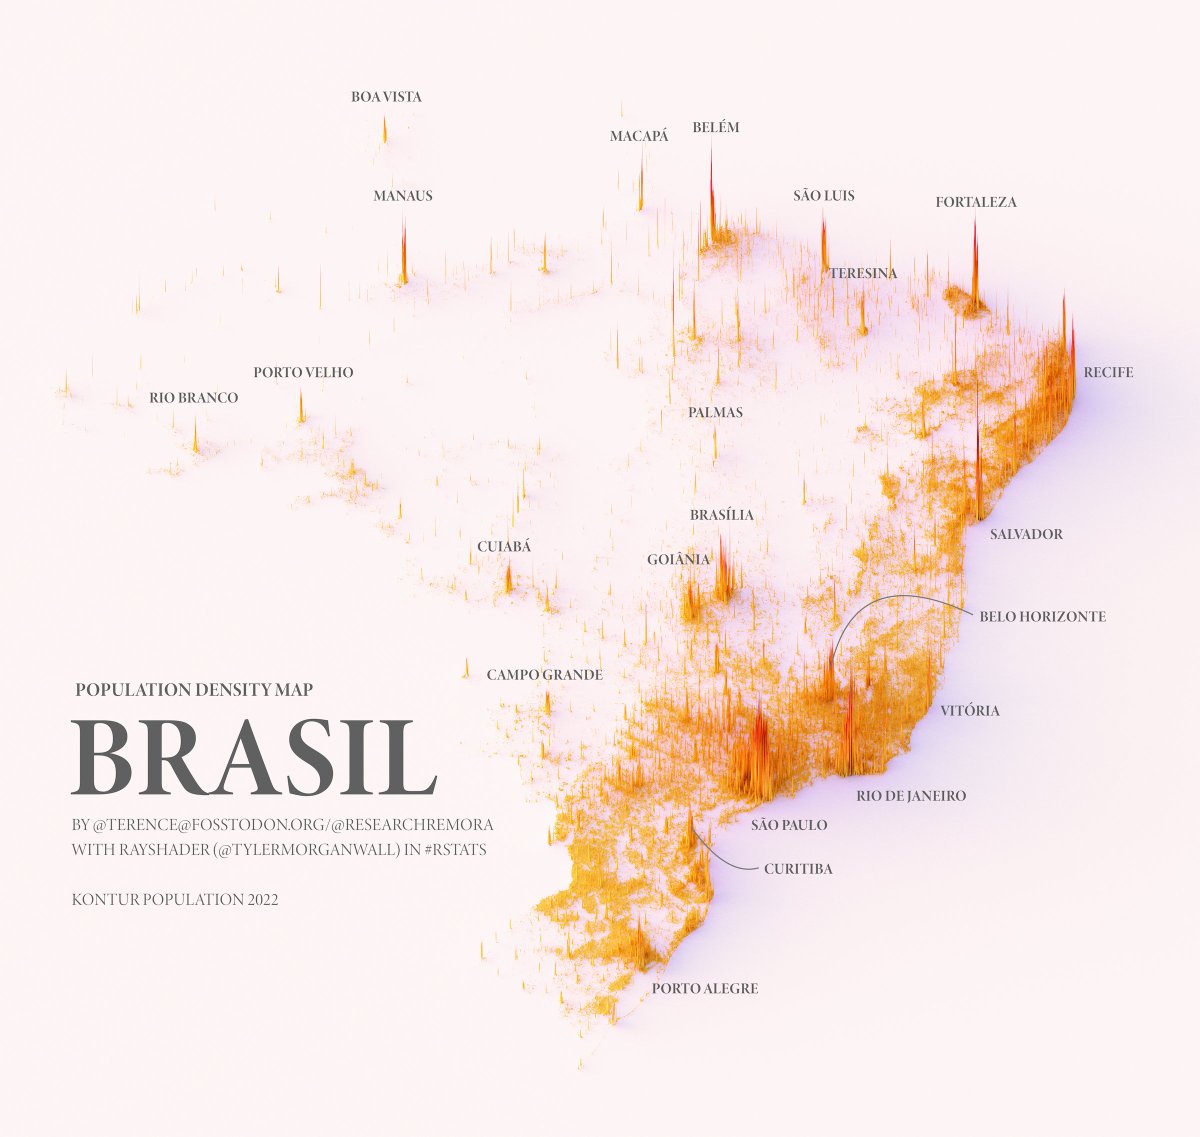 BOA VISTA
BELÉM
MACAPÁ
MANAUS
SÃO LUIS
FORTALEZA
TERESINA
PORTO VELHO
RECIFE
RIO BRANCO
PALMAS
BRASÍLIA
SALVADOR
CUIABÁ
GOIÂNIA
BELO HORIZONTE
CAMPO GRANDE
VITÓRIA
RIO DE JANEIRO
SÃO PAULO
CURITIBA
PORTO ALEGRE
POPULATION DENSITY MAP
BRASIL
BY @TERENCE@FOSSTODON.ORG/@RESEARCHREMORA
WITH RAYSHADER (@TYLERMORGANWALL) IN #RSTATS
KONTUR POPULATION 2022